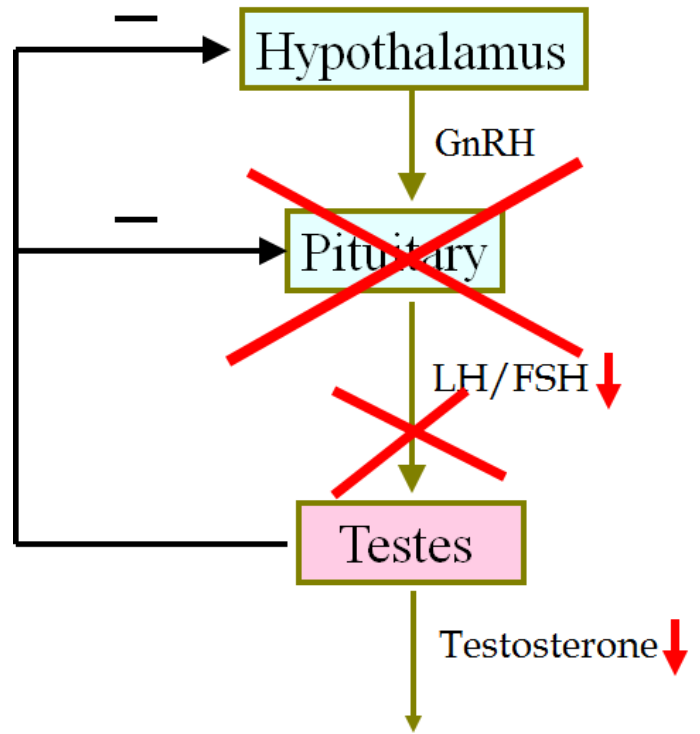 Hypothalamus
GnRH
Pituitary
LH/FSH
Testes
Testosterone